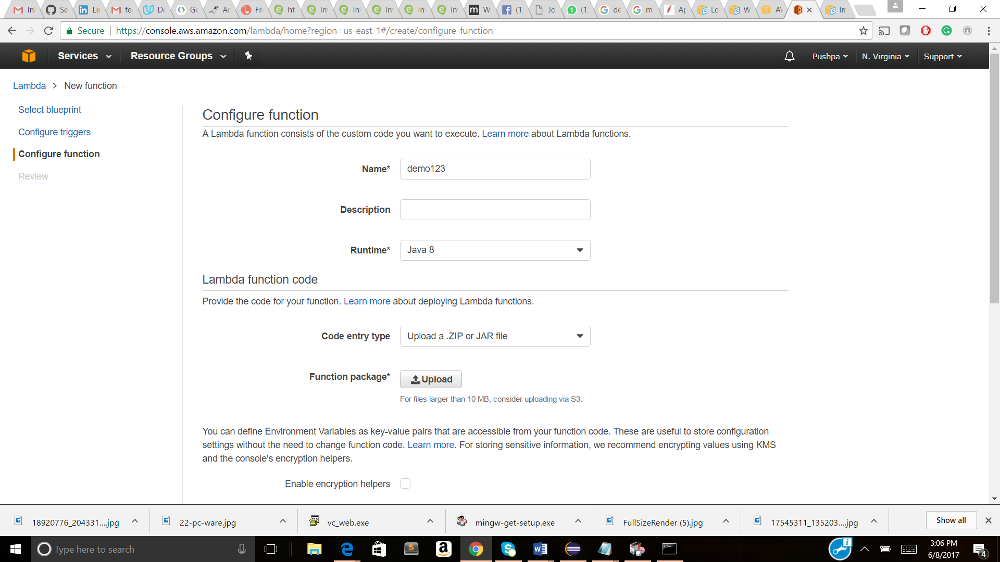 Inl
Se
Lin
fe
De
Ge
Ar
Fr
ht
In
In
In
In
In
W
(1
Jo
(1)
de
m
Ap
Lo
W
A
In
Secure
https://console.aws.amazon.com/lambda/home?region=us-east-1#/create/configure-function
Services
Resource Groups
Pushpa
N. Virginia
Support
Lambda > New function
Select blueprint
Configure triggers
Configure function
Review
Configure function
A Lambda function consists of the custom code you want to execute. Learn more about Lambda functions.
Name* demo123
Description
Runtime* Java 8
Lambda function code
Provide the code for your function. Learn more about deploying Lambda functions.
Code entry type Upload a .ZIP or JAR file
Function package* Upload
For files larger than 10 MB, consider uploading via S3.
You can define Environment Variables as key-value pairs that are accessible from your function code. These are useful to store configuration
settings without the need to change function code. Learn more. For storing sensitive information, we recommend encrypting values using KMS
and the console's encryption helpers.
Enable encryption helpers
18920776_204331....jpg
22-pc-ware.jpg
vc_web.exe
mingw-get-setup.exe
FullSizeRender (5).jpg
17545311_135203....jpg
Show all
Type here to search
3:06 PM
6/8/2017
4